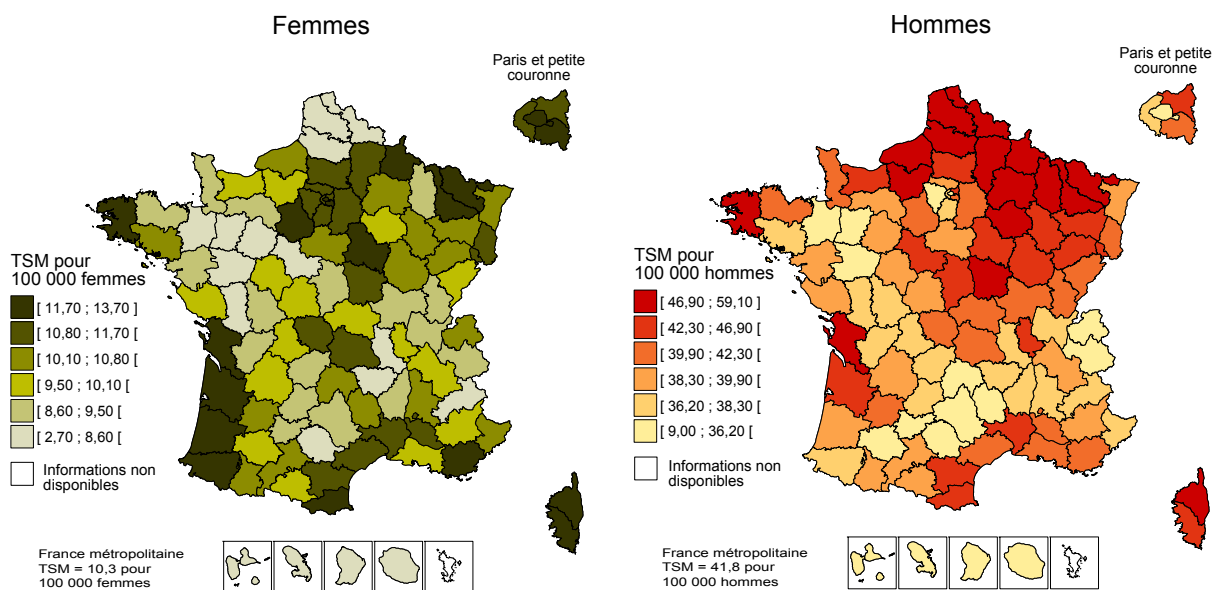 Femmes
Paris et petite
couronne
TSM pour
100 000 femmes
[ 11,70 ; 13,70 [
[ 10,80 ; 11,70 [
[ 10,10 ; 10,80 [
[ 9,50 ; 10,10 [
[ 8,60 ; 9,50 [
[ 2,70 ; 8,60 [
Informations non
disponibles
France métropolitaine
TSM = 10,3 pour
100 000 femmes
Hommes
Paris et petite
couronne
TSM pour
100 000 hommes
[ 46,90 ; 59,10 [
[ 42,30 ; 46,90 [
[ 39,90 ; 42,30 [
[ 38,30 ; 39,90 [
[ 36,20 ; 38,30 [
[ 9,00 ; 36,20 [
Informations non
disponibles
France métropolitaine
TSM = 41,8 pour
100 000 hommes